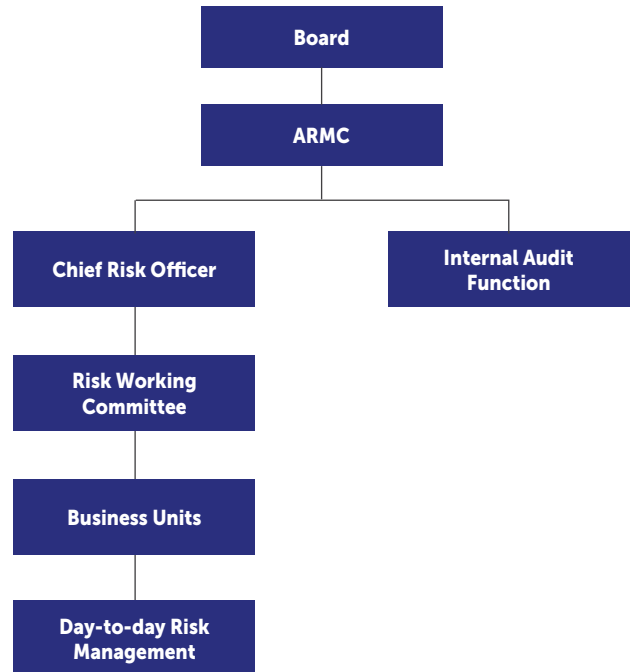 Board
ARMC
Chief Risk Officer
Internal Audit
Function
Risk Working
Committee
Business Units
Day-to-day Risk
Management